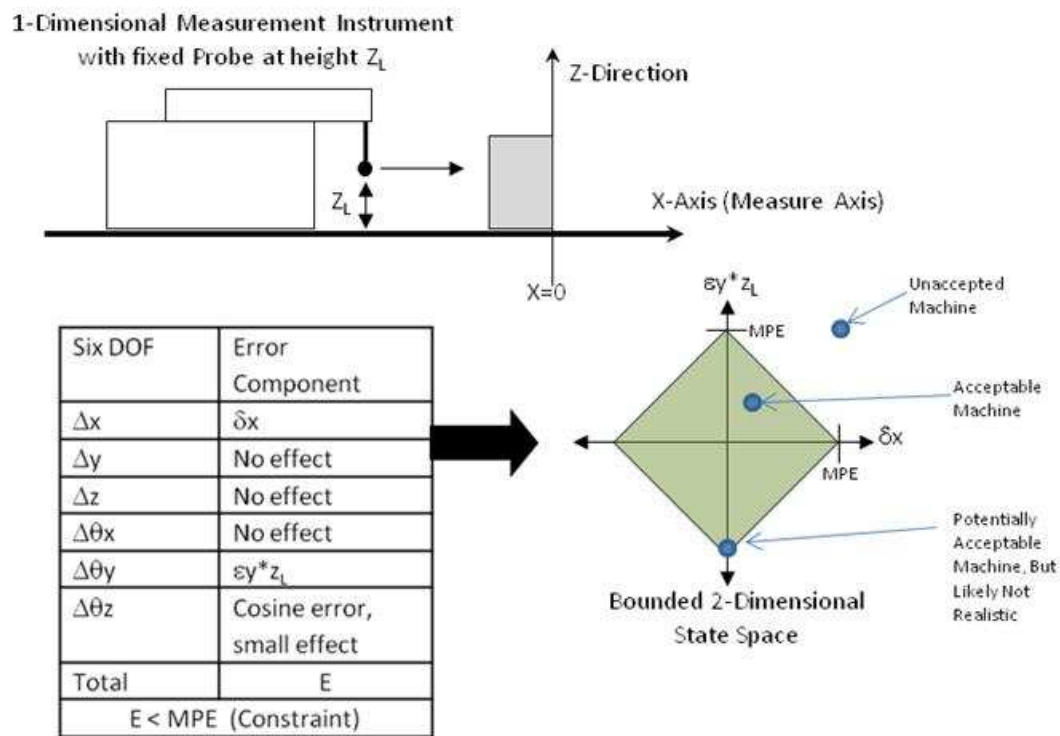 1-Dimensional Measurement Instrument
with fixed Probe at height ZL
Z-Direction
ZL
X-Axis (Measure Axis)
X=0
Six DOF
Error
Component
Δx
δx
Δy
No effect
Δz
No effect
Δθx
No effect
Δθy
εy*zL
Δθz
Cosine error,
small effect
Total
E
E < MPE (Constraint)
εy*zL
MPE
Unaccepted
Machine
Acceptable
Machine
δx
MPE
Potentially
Acceptable
Machine, But
Likely Not
Realistic
Bounded 2-Dimensional
State Space